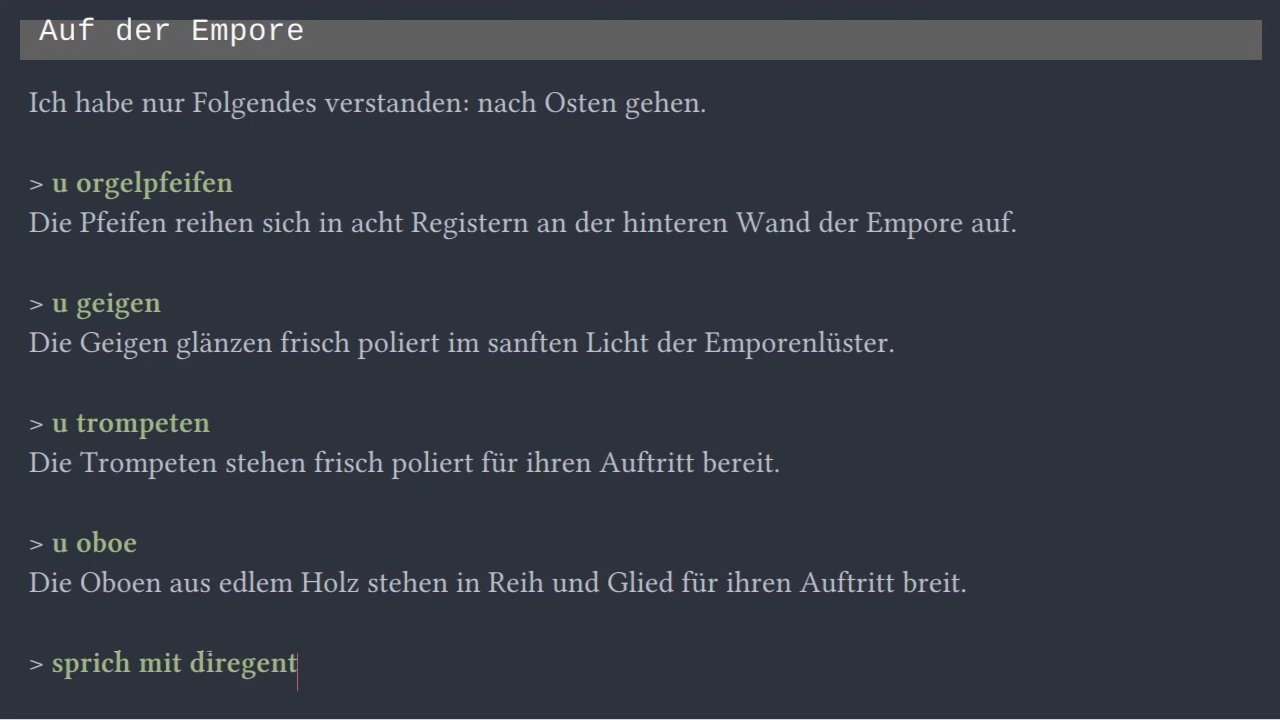 Auf der Empore
Ich habe nur Folgendes verstanden: nach Osten gehen.
> u orgelpfeifen
Die Pfeifen reihen sich in acht Registern an der hinteren Wand der Empore auf.
> u geigen
Die Geigen glänzen frisch poliert im sanften Licht der Emporenlüster.
> u trompeten
Die Trompeten stehen frisch poliert für ihren Auftritt bereit.
> u oboe
Die Oboen aus edlem Holz stehen in Reih und Glied für ihren Auftritt breit.
> sprich mit diregent